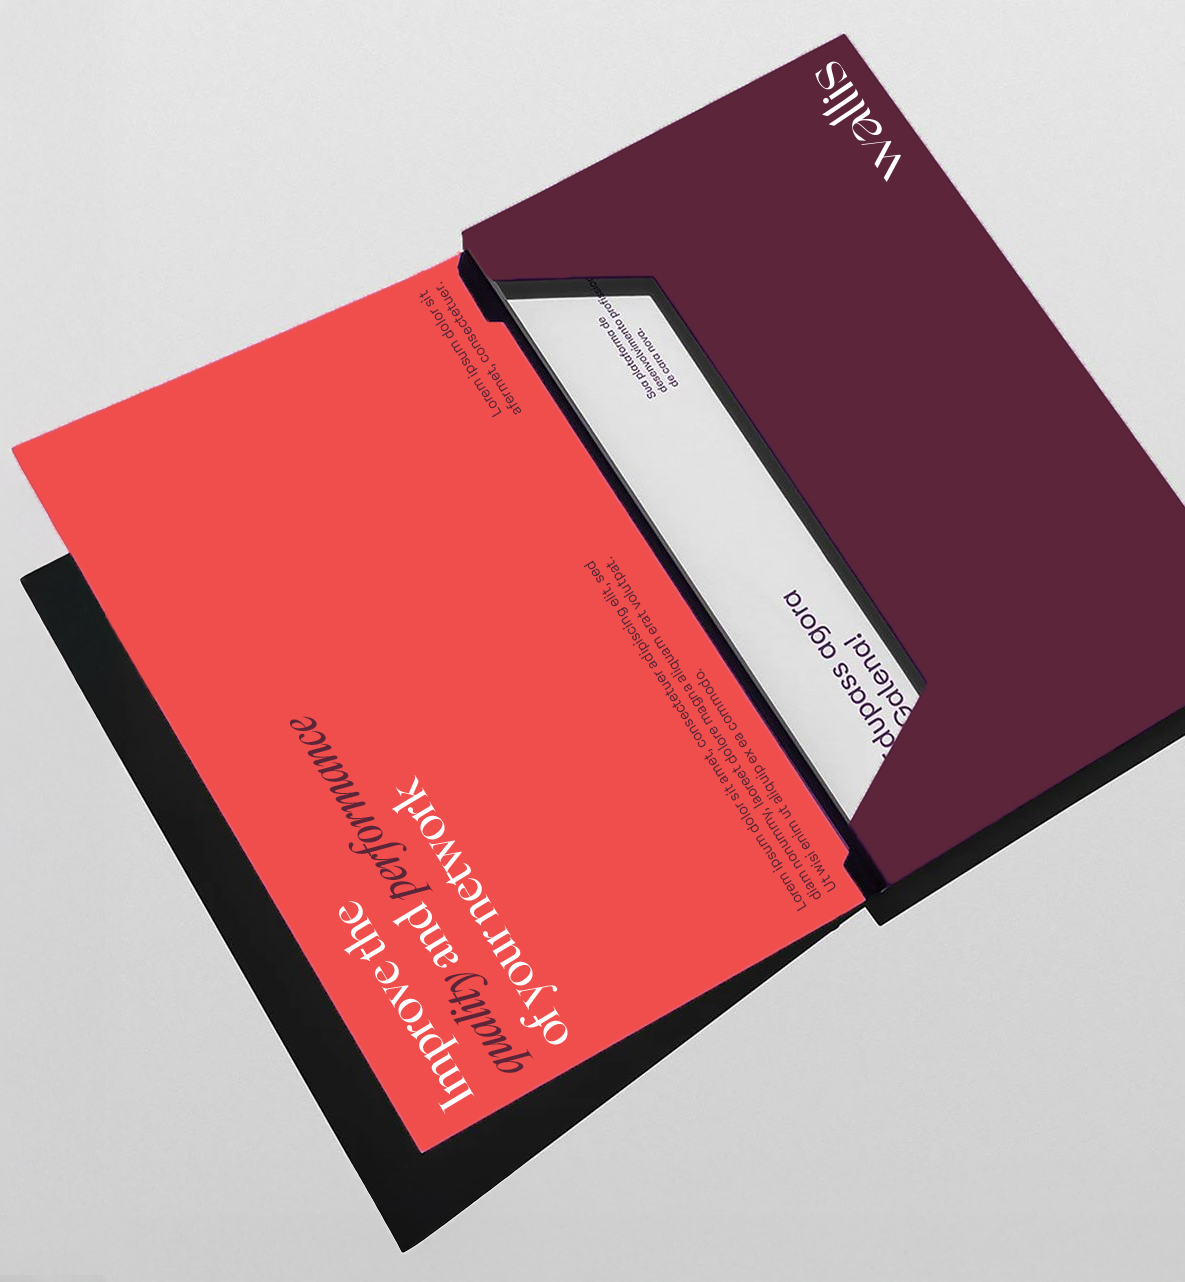 wallis
Improve the
quality and performance
of your network
Lorem ipsum dolor sit amet, consectetuer adipiscing elit, sed
diam nonummy, laoreet dolore magna aliquam erat volutpat.
Ut wisi enim ut aliquip ex ea commodo.
Lorem ipsum dolor sit
afermet, consectetuer.
Sua plataforma de
desenvolvimento profission
de cara nova.
dupass agora
Galena!